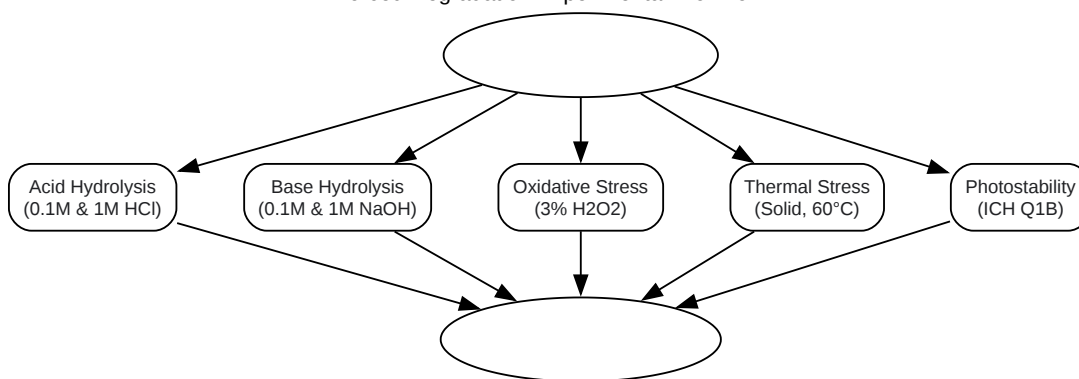 Acid Hydrolysis
(0.1M & 1M HCl)
Base Hydrolysis
(0.1M & 1M NaOH)
Oxidative Stress
(3% H2O2)
Thermal Stress
(Solid, 60°C)
Photostability
(ICH Q1B)